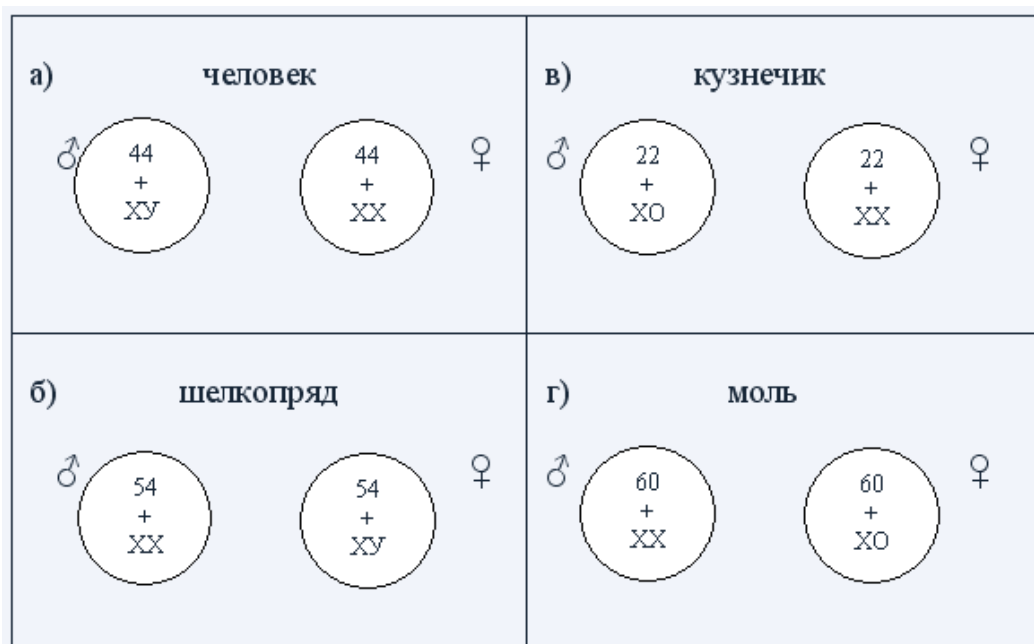 а) человек
♂ 44 + ХУ
44 + ХХ ♀
в) кузнечик
♂ 22 + ХО
22 + ХХ ♀
б) шелкопряд
♂ 54 + ХХ
54 + ХУ ♀
г) моль
♂ 60 + ХХ
60 + ХО ♀